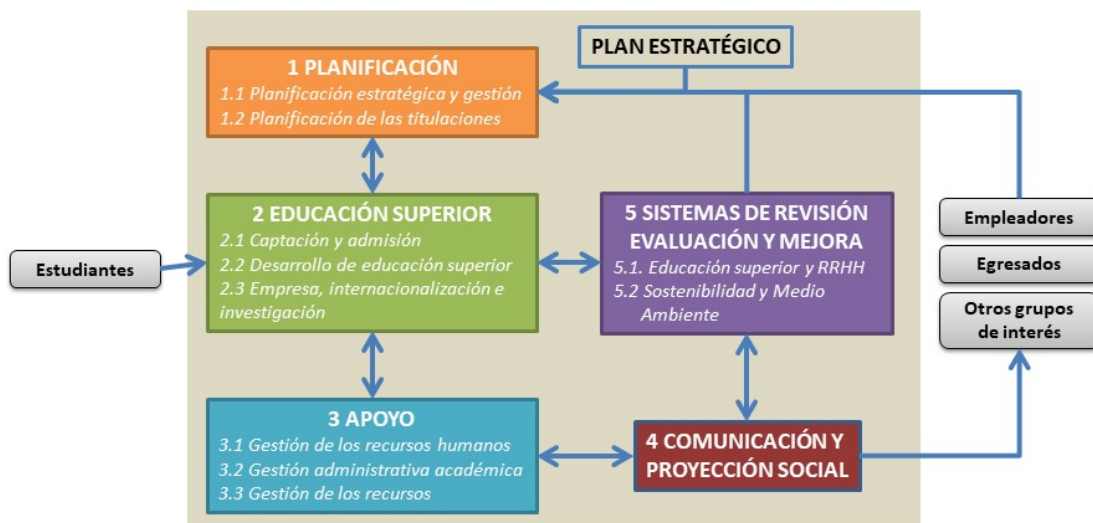 PLAN ESTRATÉGICO
1 PLANIFICACIÓN
1.1 Planificación estratégica y gestión
1.2 Planificación de las titulaciones
2 EDUCACIÓN SUPERIOR
2.1 Captación y admisión
2.2 Desarrollo de educación superior
2.3 Empresa, internacionalización e
investigación
5 SISTEMAS DE REVISIÓN
EVALUACIÓN Y MEJORA
5.1. Educación superior y RRHH
5.2 Sostenibilidad y Medio
Ambiente
Estudiantes
Empleadores
Egresados
Otros grupos
de interés
3 APOYO
3.1 Gestión de los recursos humanos
3.2 Gestión administrativa académica
3.3 Gestión de los recursos
4 COMUNICACIÓN Y
PROYECCIÓN SOCIAL